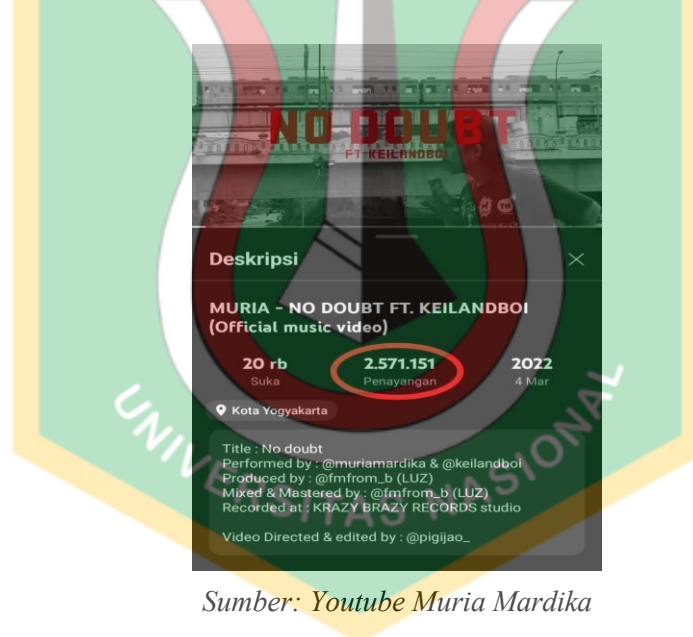 NO DOUBT
FT KEILANDBOI
Deskripsi
MURIA - NO DOUBT FT. KEILANDBOI
(Official music video)
20 rb 2.571.151 2022
Suka Penayangan 4 Mar
Kota Yogyakarta
Title : No doubt
Performed by : @muriamardika & @keilandboi
Produced by : @fmfrom_b (LUZ)
Mixed & Mastered by : @fmfrom_b (LUZ)
Recorded at : KRAZY BRAZY RECORDS studio
Video Directed & edited by : @pigijao_
UNIVERSITAS NASIONAL
Sumber: Youtube Muria Mardika